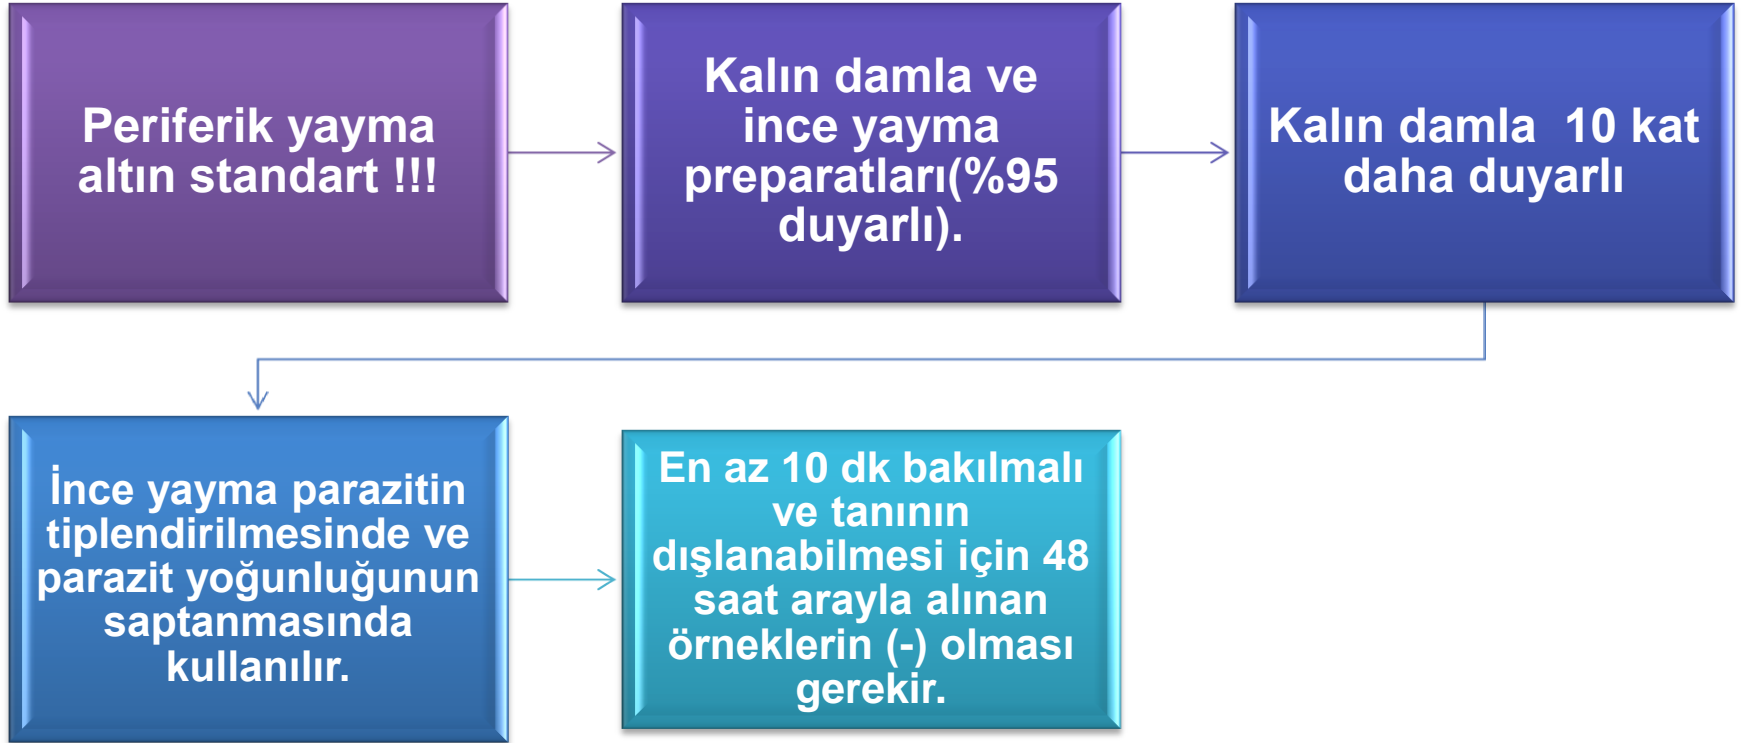 Periferik yayma
altın standart !!!
Kalın damla ve
ince yayma
preparatları(%95
duyarlı).
Kalın damla  10 kat
daha duyarlı
İnce yayma parazitin
tiplendirilmesinde ve
parazit yoğunluğunun
saptanmasında
kullanılır.
En az 10 dk bakılmalı
ve tanının
dışlanabilmesi için 48
saat arayla alınan
örneklerin (-) olması
gerekir.